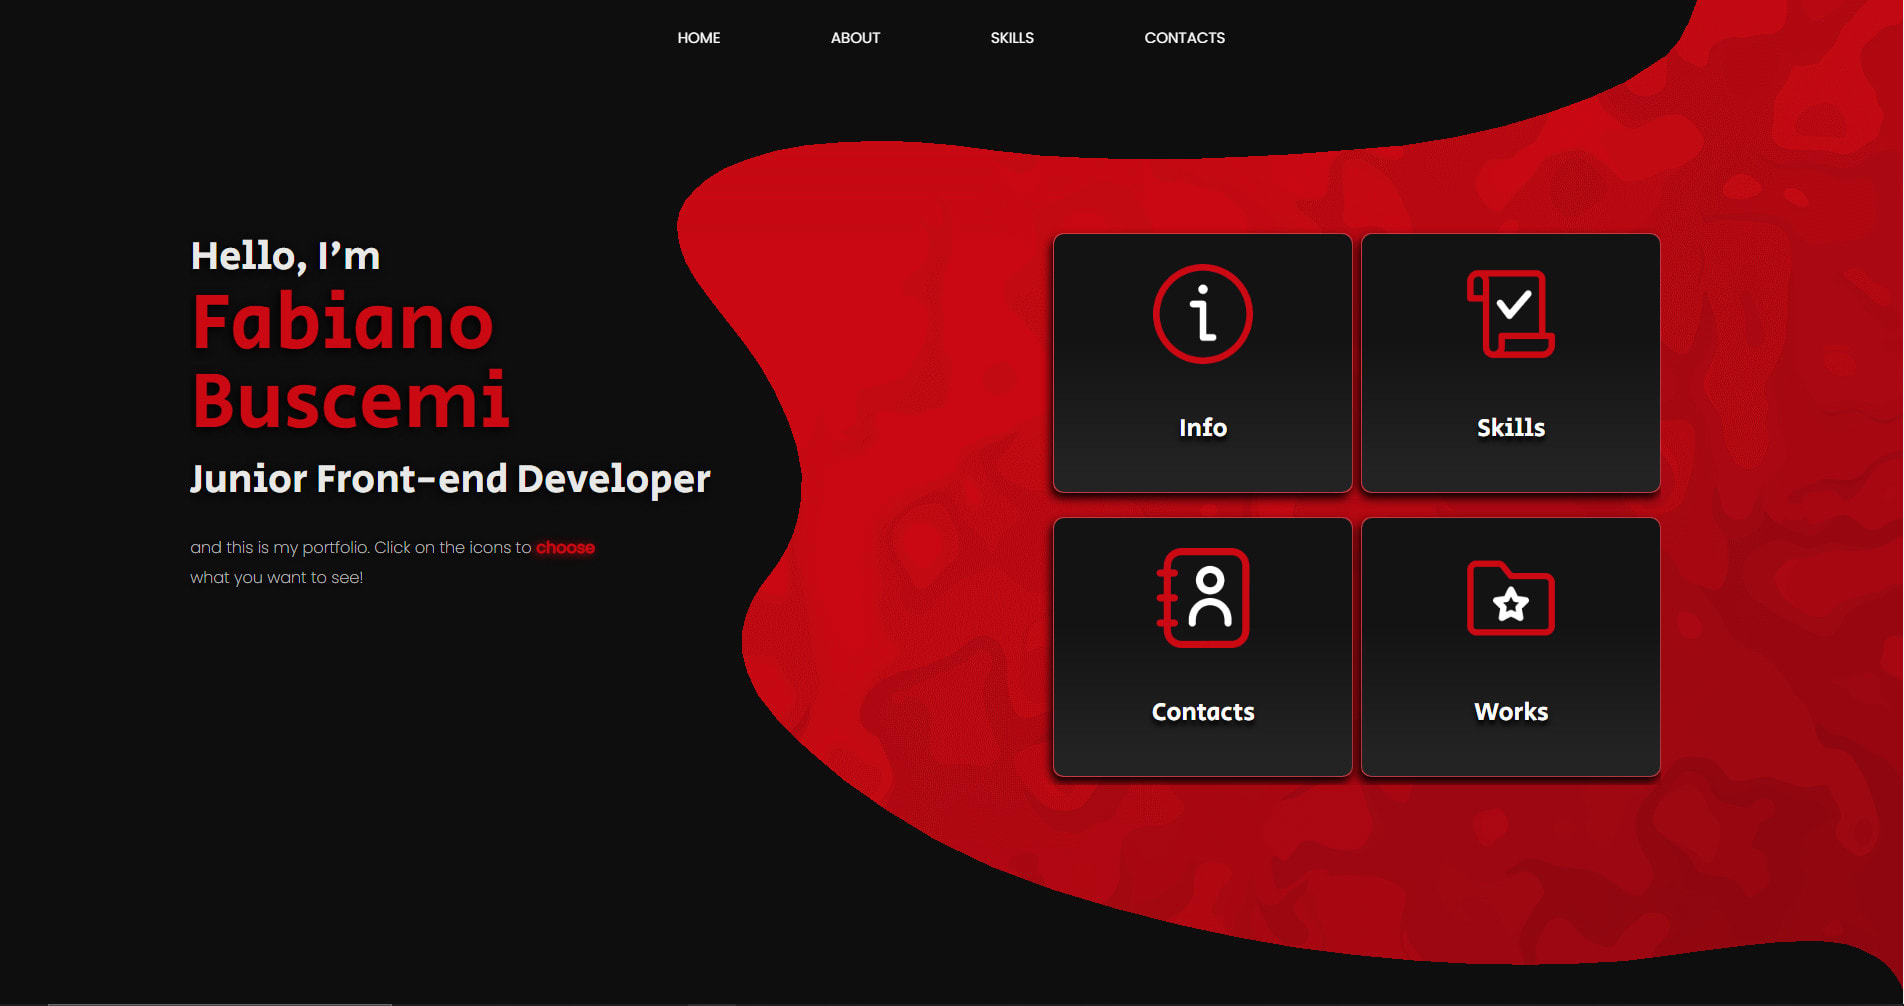 HOME ABOUT SKILLS CONTACTS
Hello, I’m
Fabiano
Buscemi
Junior Front-end Developer
and this is my portfolio. Click on the icons to choose
what you want to see!
Info
Skills
Contacts
Works